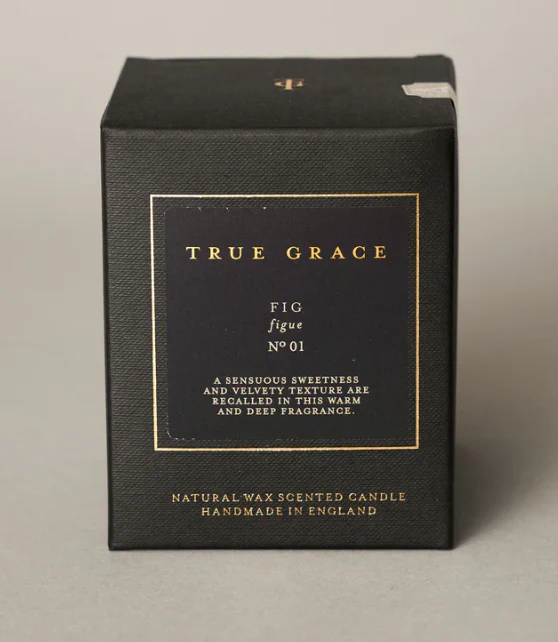 TRUE GRACE
FIG
figue
Nº 01
A SENSUOUS SWEETNESS
AND VELVETY TEXTURE ARE
RECALLED IN THIS WARM
AND DEEP FRAGRANCE.
NATURAL WAX SCENTED CANDLE
HANDMADE IN ENGLAND